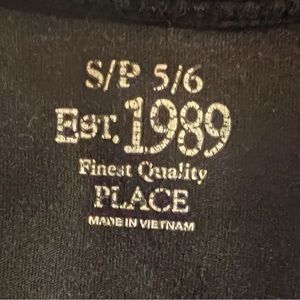 S/P 5/6
EST. 1989
Finest Quality
PLACE
MADE IN VIETNAM